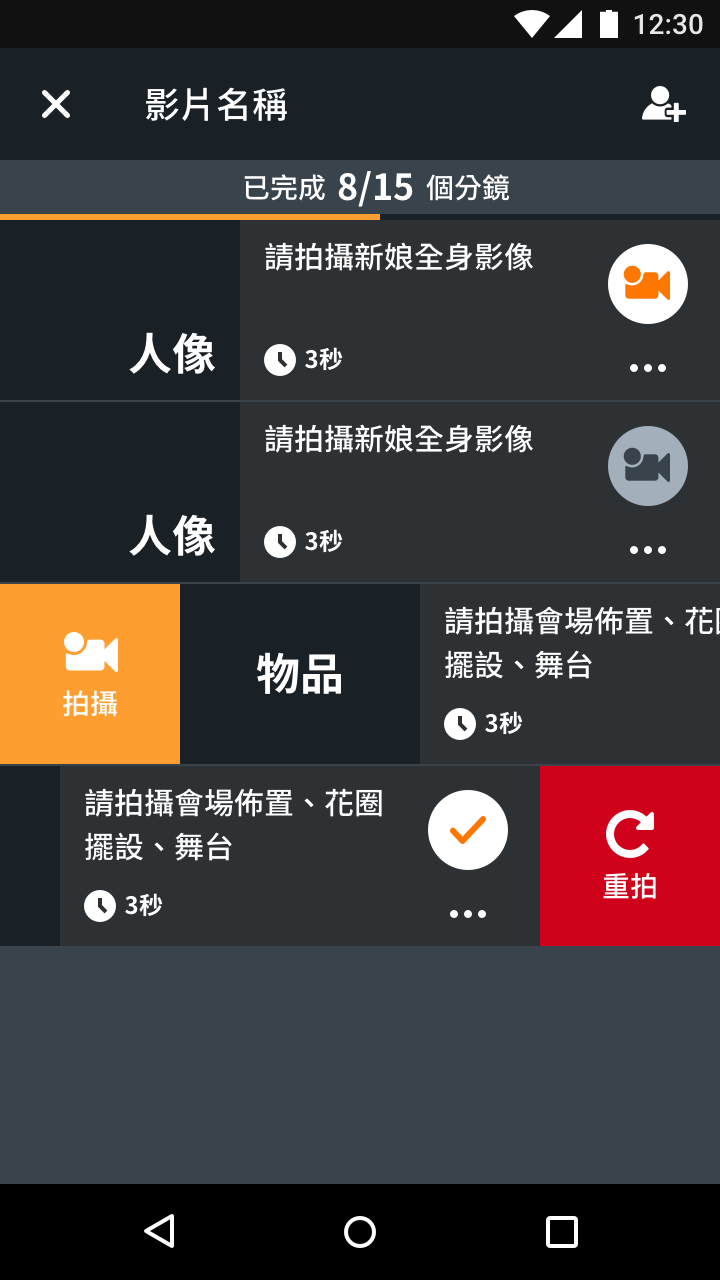 12:30
影片名稱
已完成 8/15 個分鏡
請拍攝新娘全身影像
人像
3秒
請拍攝新娘全身影像
人像
3秒
拍攝
物品
請拍攝會場佈置、花
擺設、舞台
3秒
請拍攝會場佈置、花圈
擺設、舞台
3秒
重拍